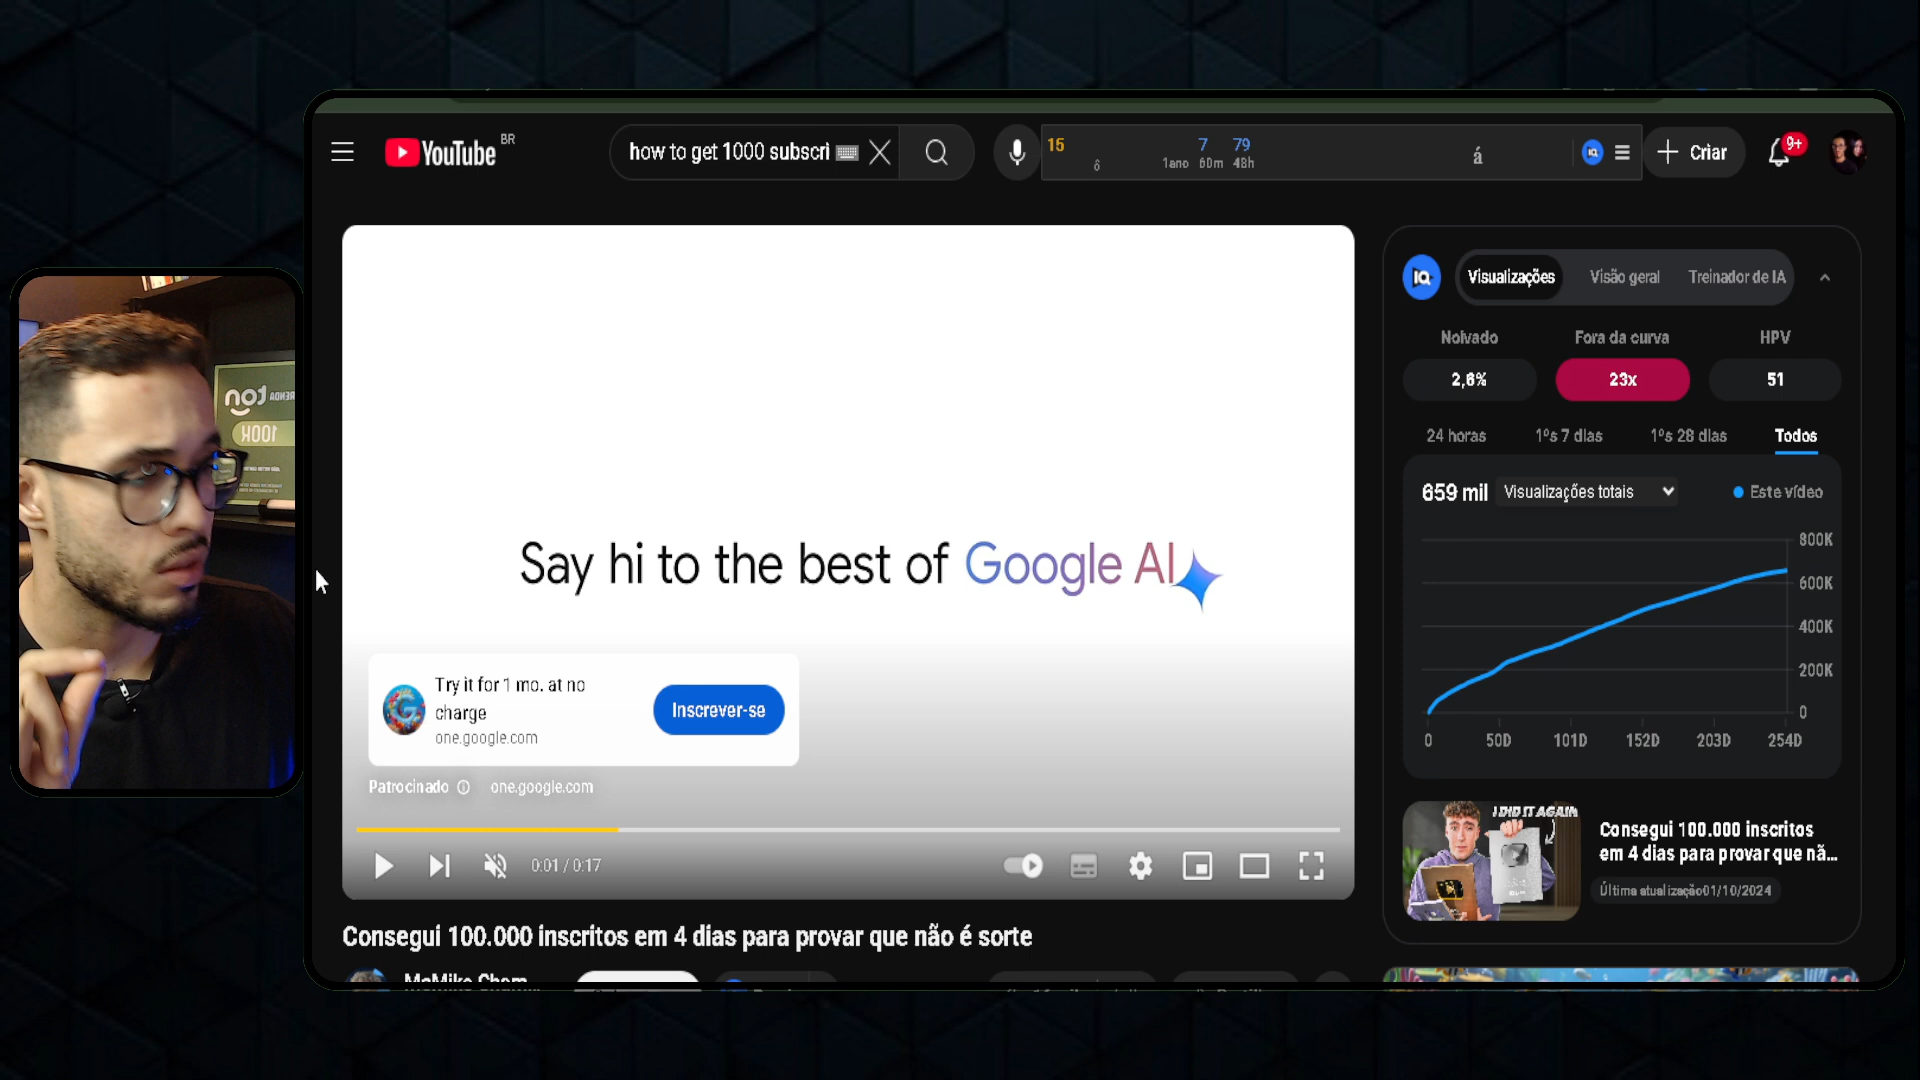 YouTube BR
how to get 1000 subscri
15
7 79
ô
1ano 60m 48h
á
IQ
Criar
9+
non
100K
Say hi to the best of Google AI
Try it for 1 mo. at no
charge
one.google.com
Inscrever-se
Patrocinado one.google.com
0:01 / 0:17
Consegui 100.000 inscritos em 4 dias para provar que não é sorte
IQ
Visualizações Visão geral Treinador de IA
Noivado Fora da curva HPV
2,6% 23x 51
24 horas 1ºs 7 dias 1ºs 28 dias Todos
659 mil Visualizações totais Este vídeo
800K
600K
400K
200K
0
0 50D 101D 152D 203D 254D
I DID IT AGAIN
Consegui 100.000 inscritos
em 4 dias para provar que nã...
Última atualização01/10/2024